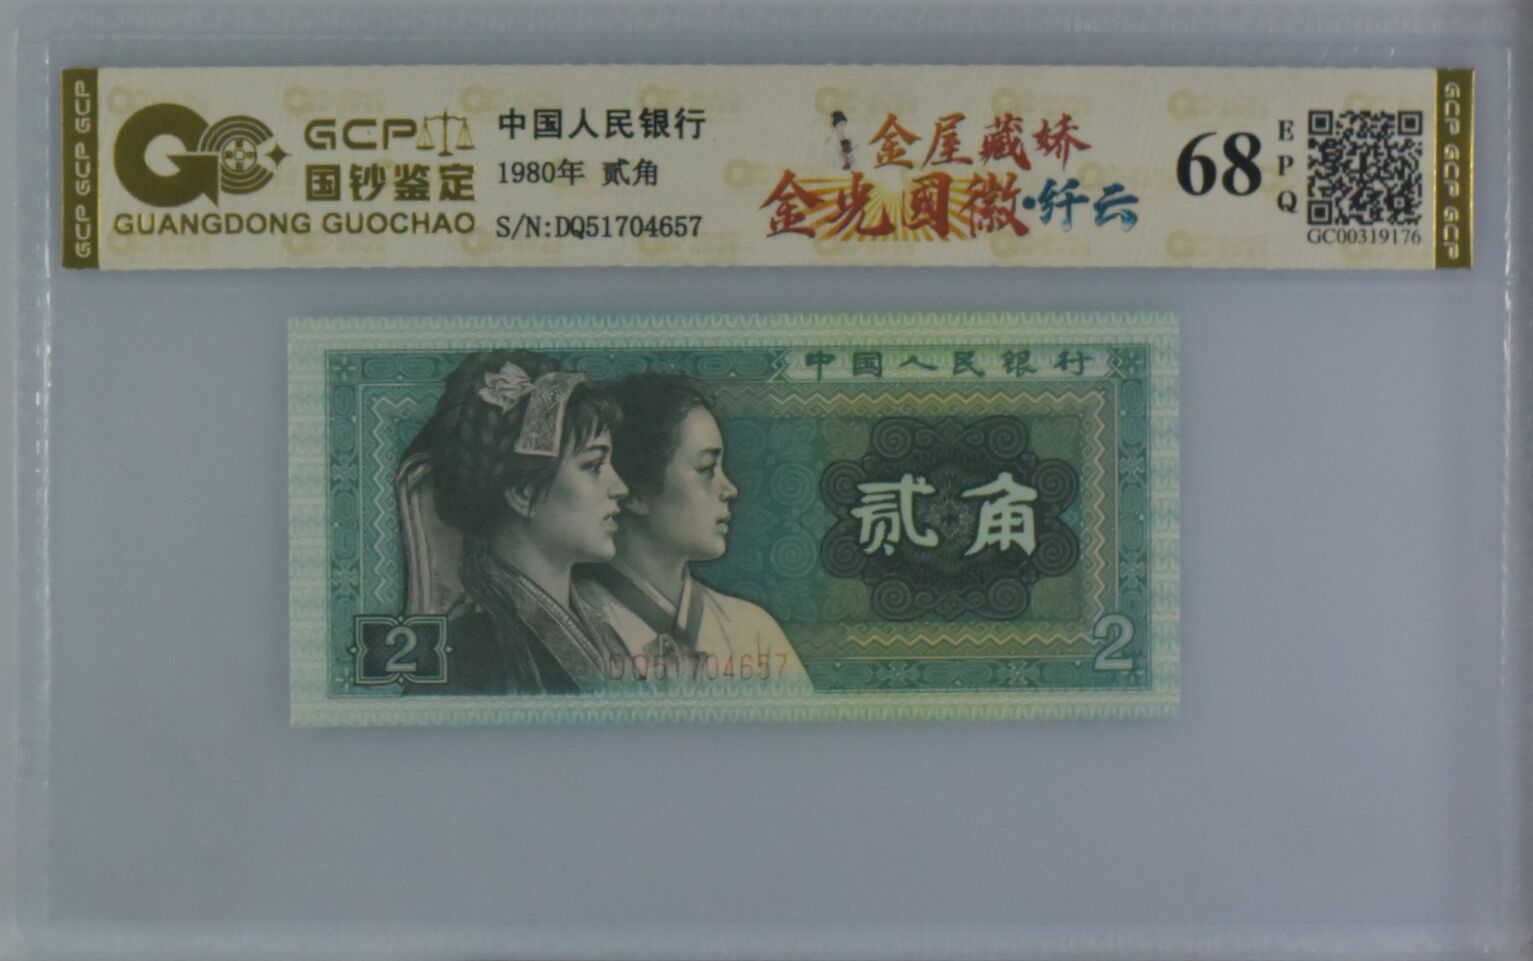 GCP GCP GCP
GCP
国钞鉴定
GUANGDONG GUOCHAO
中国人民银行
1980年 贰角
S/N:DQ51704657
金屋藏娇
金光國徽·纤云
68
EPQ
GC00319176
GCP GCP GCP
中国人民银行
贰角
2
2
DQ51704657